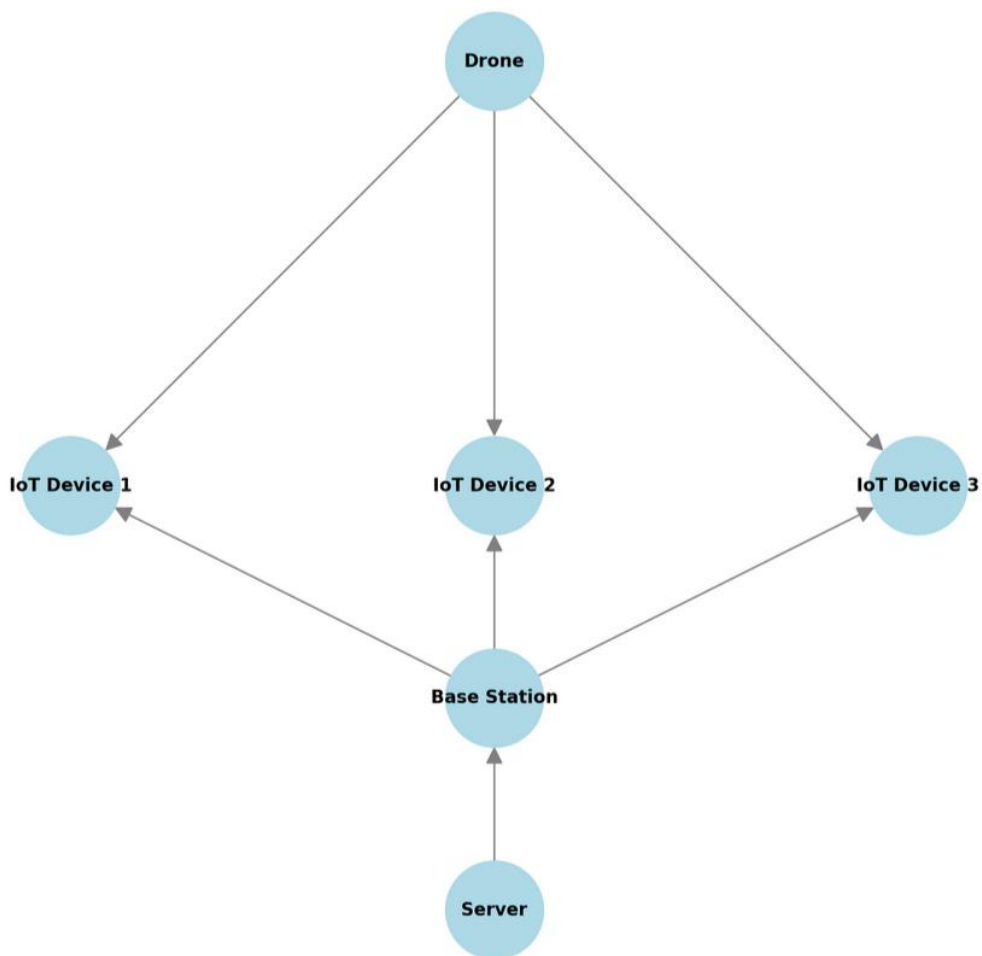 Drone
IoT Device 1
IoT Device 2
IoT Device 3
Base Station
Server